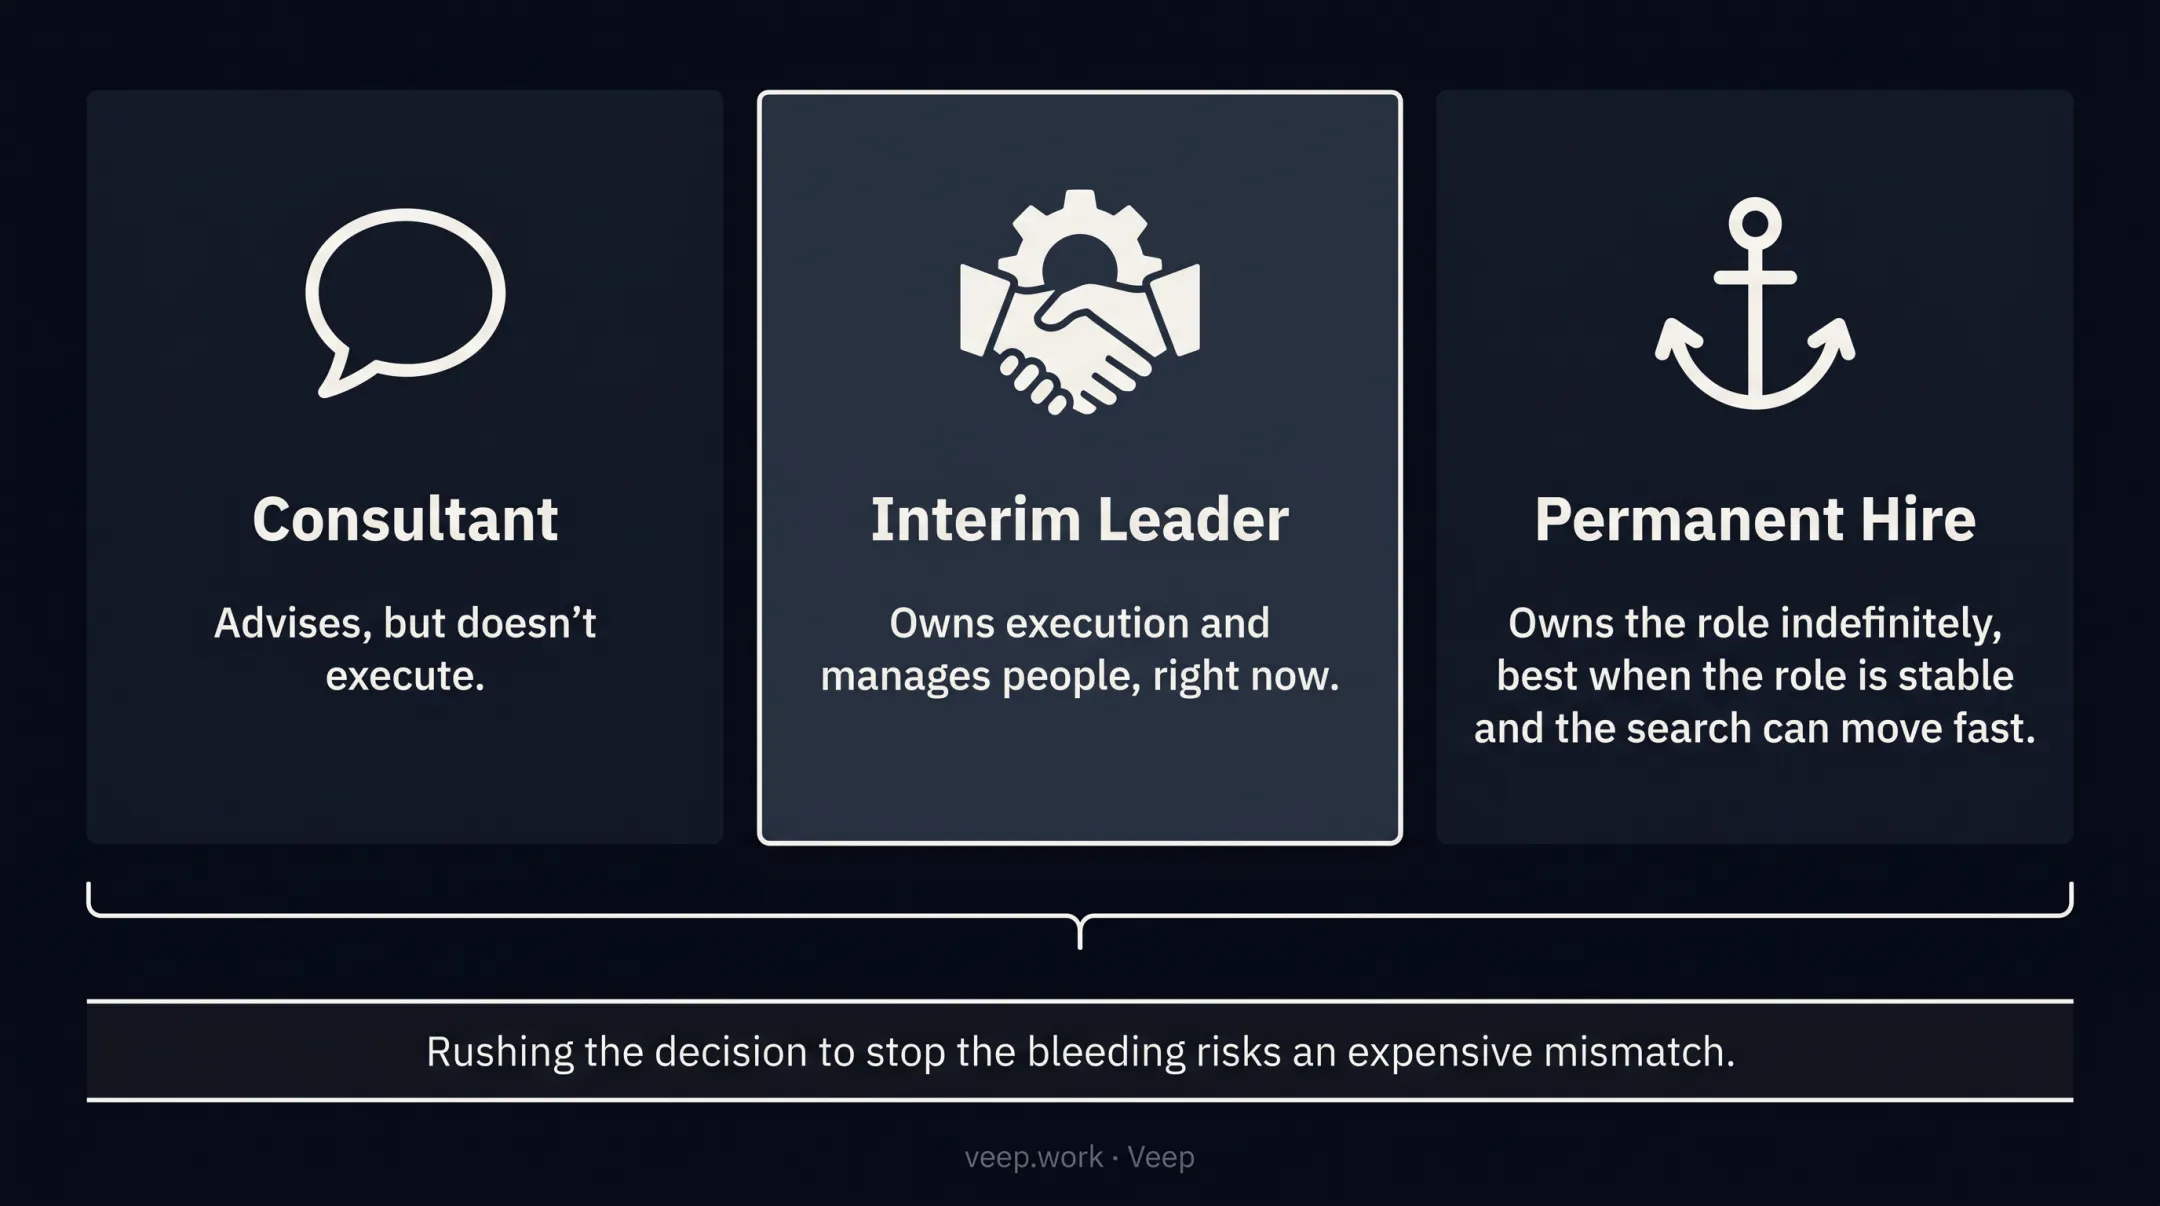 Consultant
Advises, but doesn’t
execute.
Interim Leader
Owns execution and
manages people, right now.
Permanent Hire
Owns the role indefinitely,
best when the role is stable
and the search can move fast.
Rushing the decision to stop the bleeding risks an expensive mismatch.
veep.work · Veep